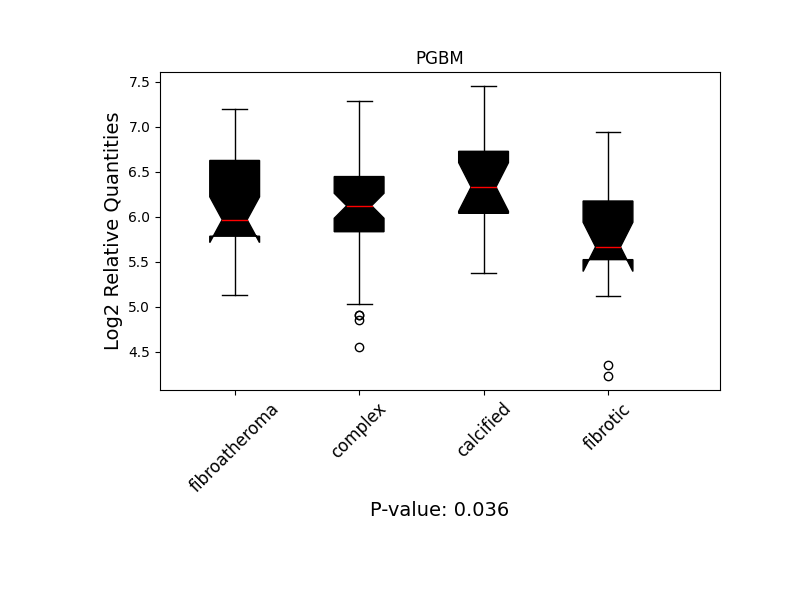 PGBM
Log2 Relative Quantities
7.5
7.0
6.5
6.0
5.5
5.0
4.5
fibroatheroma
complex
calcified
fibrotic
P-value: 0.036